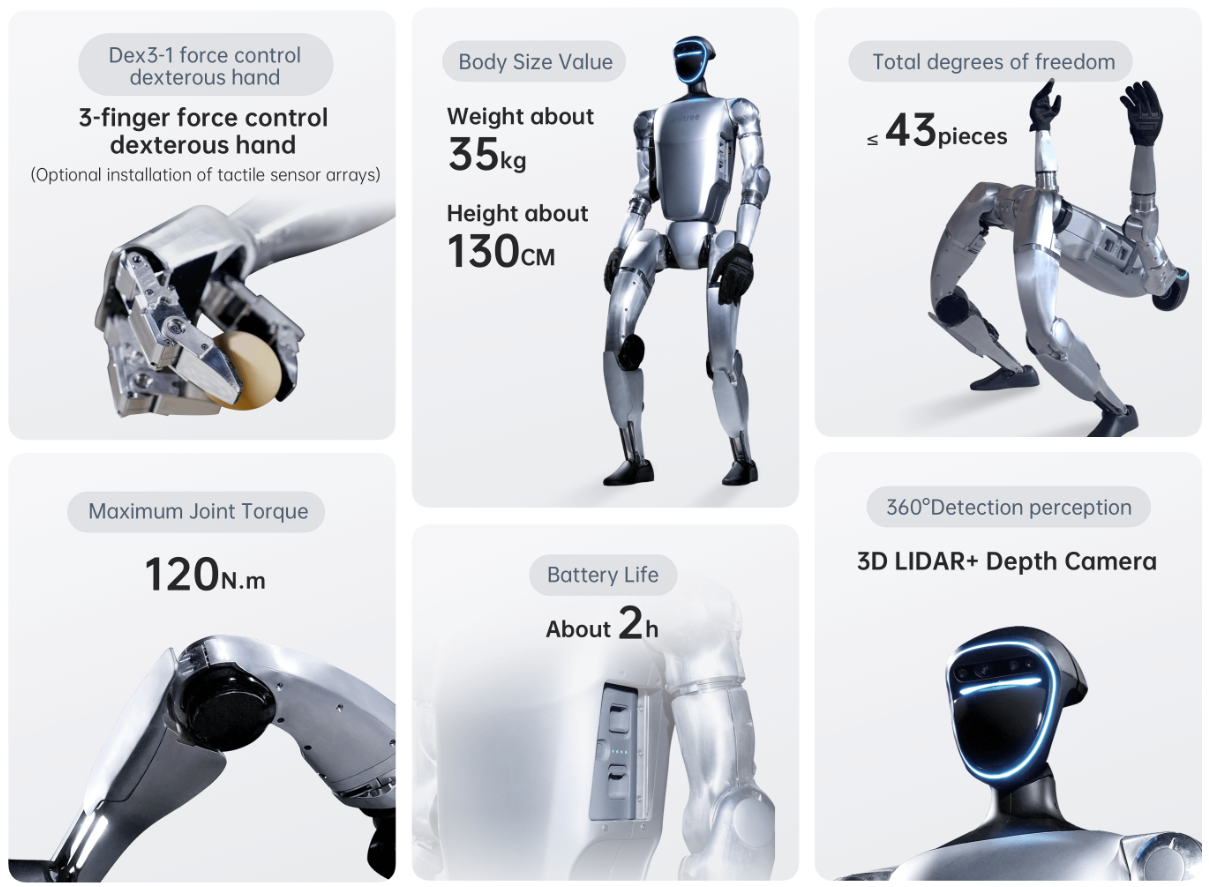 Dex3-1 force control
dexterous hand
3-finger force control
dexterous hand
(Optional installation of tactile sensor arrays)
Body Size Value
Weight about
35kg
Height about
130CM
Total degrees of freedom
≤ 43pieces
Maximum Joint Torque
120N.m
Battery Life
About 2h
360°Detection perception
3D LIDAR+ Depth Camera